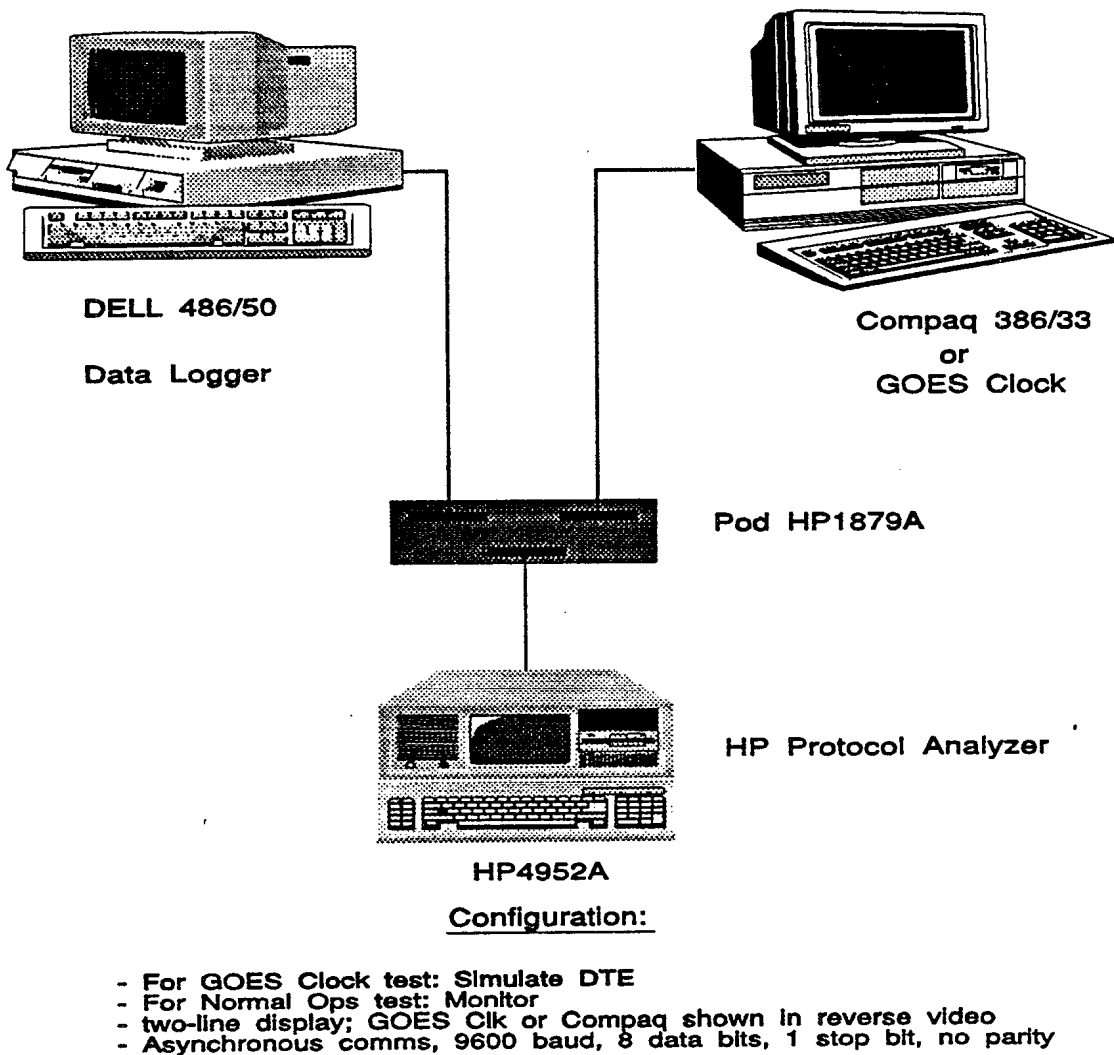 DELL 486/50
Data Logger
Compaq 386/33
or
GOES Clock
Pod HP1879A
HP Protocol Analyzer
HP4952A
Configuration:
- For GOES Clock test: Simulate DTE
- For Normal Ops test: Monitor
- two-line display; GOES Clk or Compaq shown in reverse video
- Asynchronous comms, 9600 baud, 8 data bits, 1 stop bit, no parity